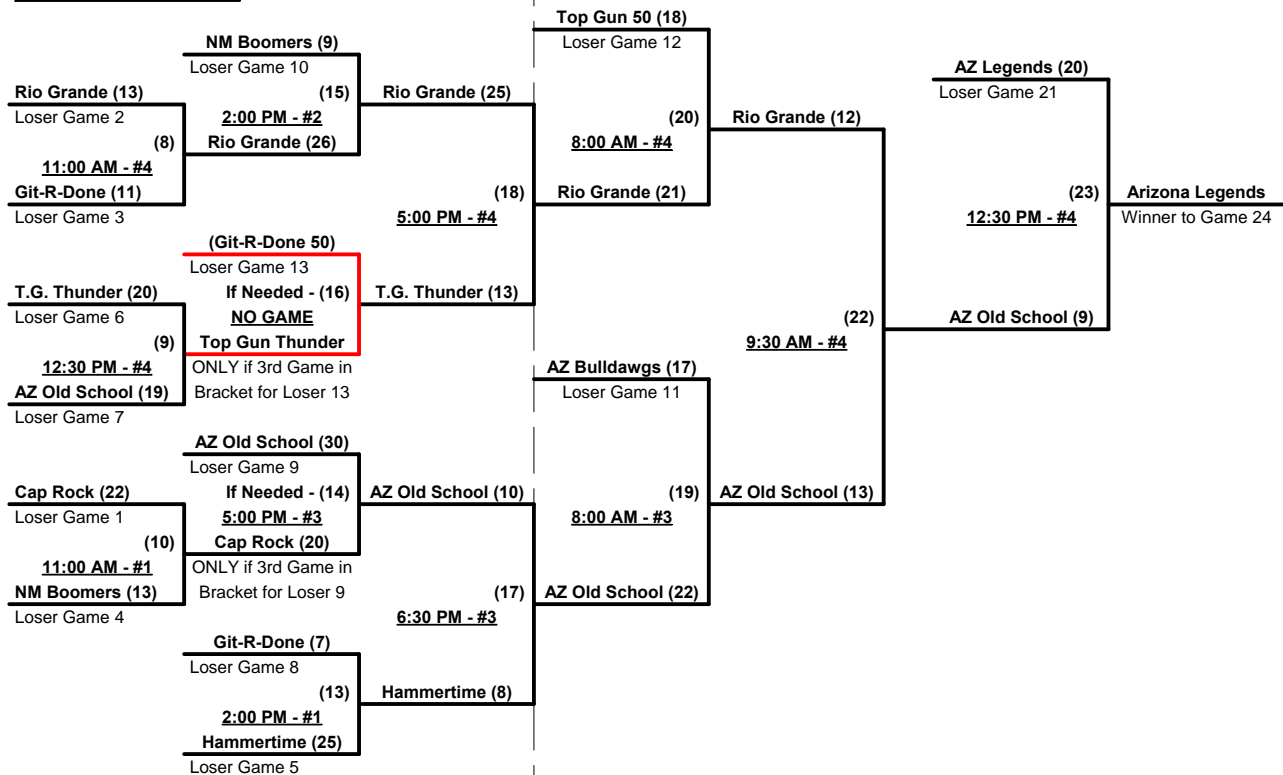 Top Gun 50 (18)
Loser Game 12
NM Boomers (9)
Loser Game 10
AZ Legends (20)
Loser Game 21
Rio Grande (13)
Loser Game 2
(15)
2:00 PM - #2
Rio Grande (25)
(20)
8:00 AM - #4
Rio Grande (12)
(8)
11:00 AM - #4
Rio Grande (26)
Git-R-Done (11)
Loser Game 3
(18)
5:00 PM - #4
Rio Grande (21)
(23)
12:30 PM - #4
Arizona Legends
Winner to Game 24
(Git-R-Done 50)
Loser Game 13
T.G. Thunder (20)
Loser Game 6
If Needed - (16)
NO GAME
T.G. Thunder (13)
(9)
12:30 PM - #4
Top Gun Thunder
ONLY if 3rd Game in
Bracket for Loser 13
(22)
9:30 AM - #4
AZ Old School (9)
AZ Old School (19)
Loser Game 7
AZ Bulldawgs (17)
Loser Game 11
AZ Old School (30)
Loser Game 9
Cap Rock (22)
Loser Game 1
If Needed - (14)
5:00 PM - #3
AZ Old School (10)
(19)
8:00 AM - #3
AZ Old School (13)
(10)
11:00 AM - #1
Cap Rock (20)
ONLY if 3rd Game in
Bracket for Loser 9
NM Boomers (13)
Loser Game 4
(17)
6:30 PM - #3
AZ Old School (22)
Git-R-Done (7)
Loser Game 8
(13)
2:00 PM - #1
Hammertime (8)
Hammertime (25)
Loser Game 5